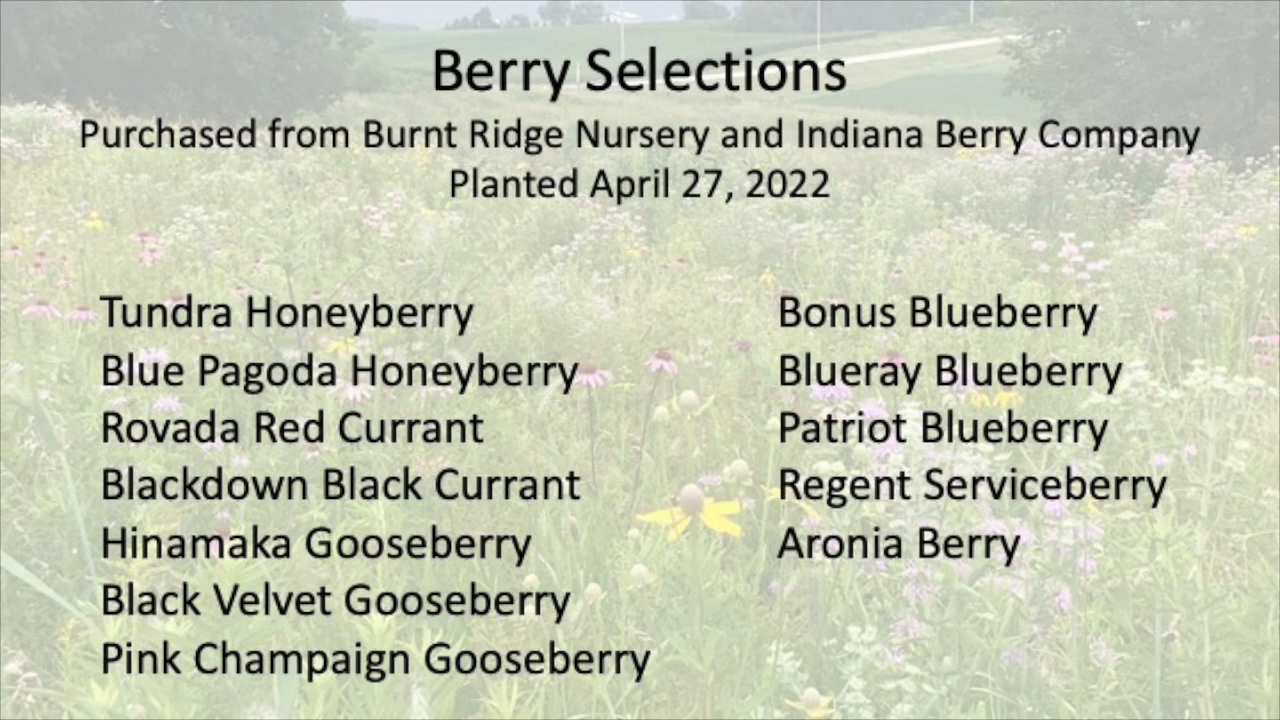 Berry Selections
Purchased from Burnt Ridge Nursery and Indiana Berry Company
Planted April 27, 2022
Tundra Honeyberry
Blue Pagoda Honeyberry
Rovada Red Currant
Blackdown Black Currant
Hinamaka Gooseberry
Black Velvet Gooseberry
Pink Champaign Gooseberry
Bonus Blueberry
Blueray Blueberry
Patriot Blueberry
Regent Serviceberry
Aronia Berry